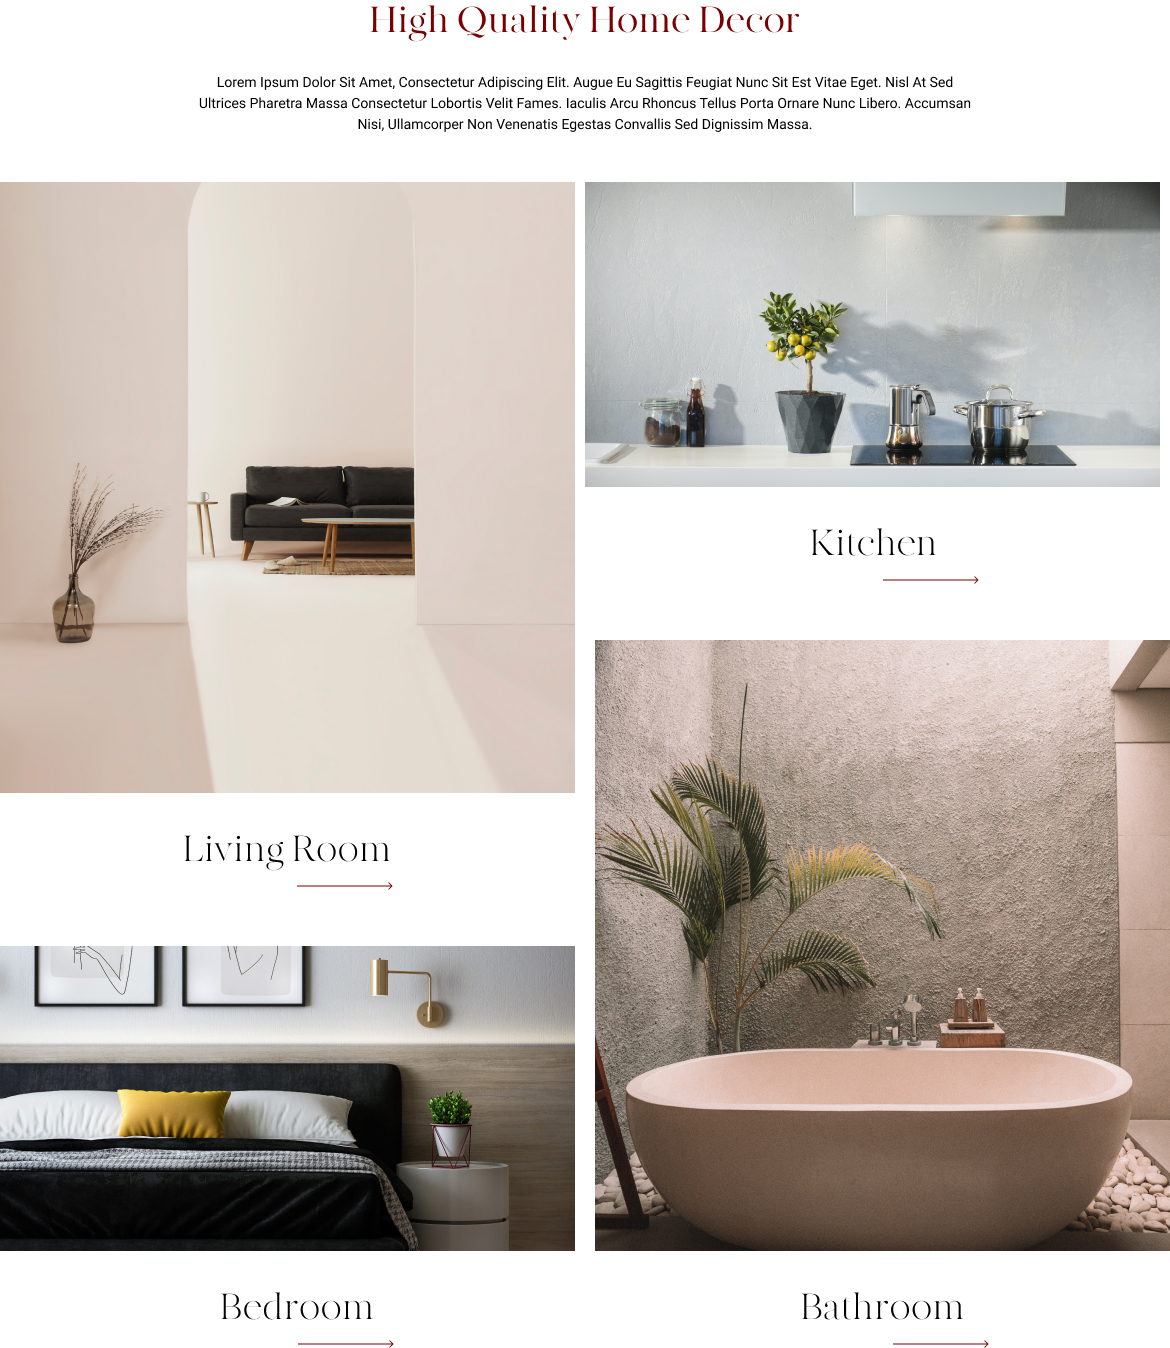 High Quality Home Decor
Lorem Ipsum Dolor Sit Amet, Consectetur Adipiscing Elit. Augue Eu Sagittis Feugiat Nunc Sit Est Vitae Eget. Nisl At Sed
Ultrices Pharetra Massa Consectetur Lobortis Velit Fames. Iaculis Arcu Rhoncus Tellus Porta Ornare Nunc Libero. Accumsan
Nisi, Ullamcorper Non Venenatis Egestas Convallis Sed Dignissim Massa.
Kitchen
Living Room
Bedroom
Bathroom